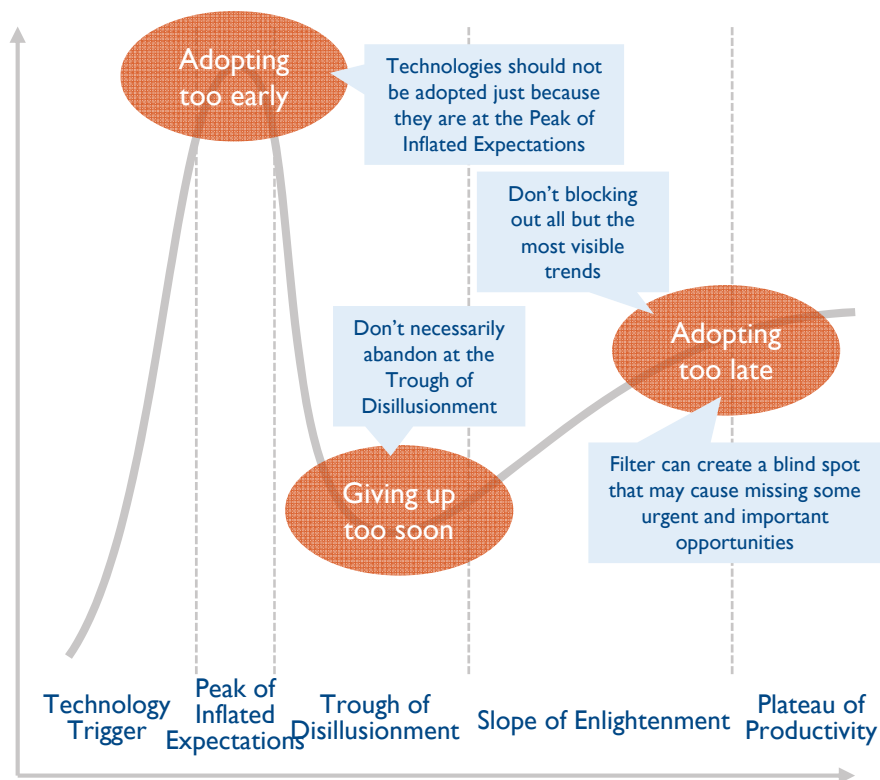 Adopting
too early
Technologies should not
be adopted just because
they are at the Peak of
Inflated Expectations
Don’t blocking
out all but the
most visible
trends
Don’t necessarily
abandon at the
Trough of
Disillusionment
Adopting
too late
Giving up
too soon
Filter can create a blind spot
that may cause missing some
urgent and important
opportunities
Technology
Trigger
Peak of
Inflated
Expectations
Trough of
Disillusionment
Slope of Enlightenment
Plateau of
Productivity